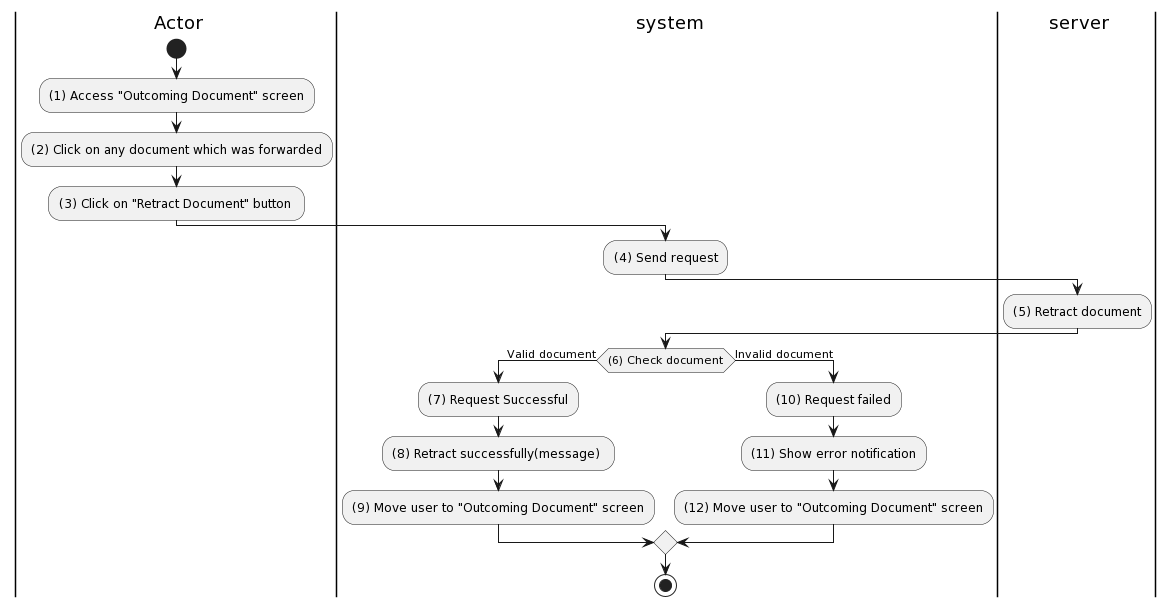 Actor
system
server
(1) Access "Outcoming Document" screen
(2) Click on any document which was forwarded
(3) Click on "Retract Document" button
(4) Send request
(5) Retract document
Valid document
(6) Check document
Invalid document
(7) Request Successful
(10) Request failed
(8) Retract successfully(message)
(11) Show error notification
(9) Move user to "Outcoming Document" screen
(12) Move user to "Outcoming Document" screen